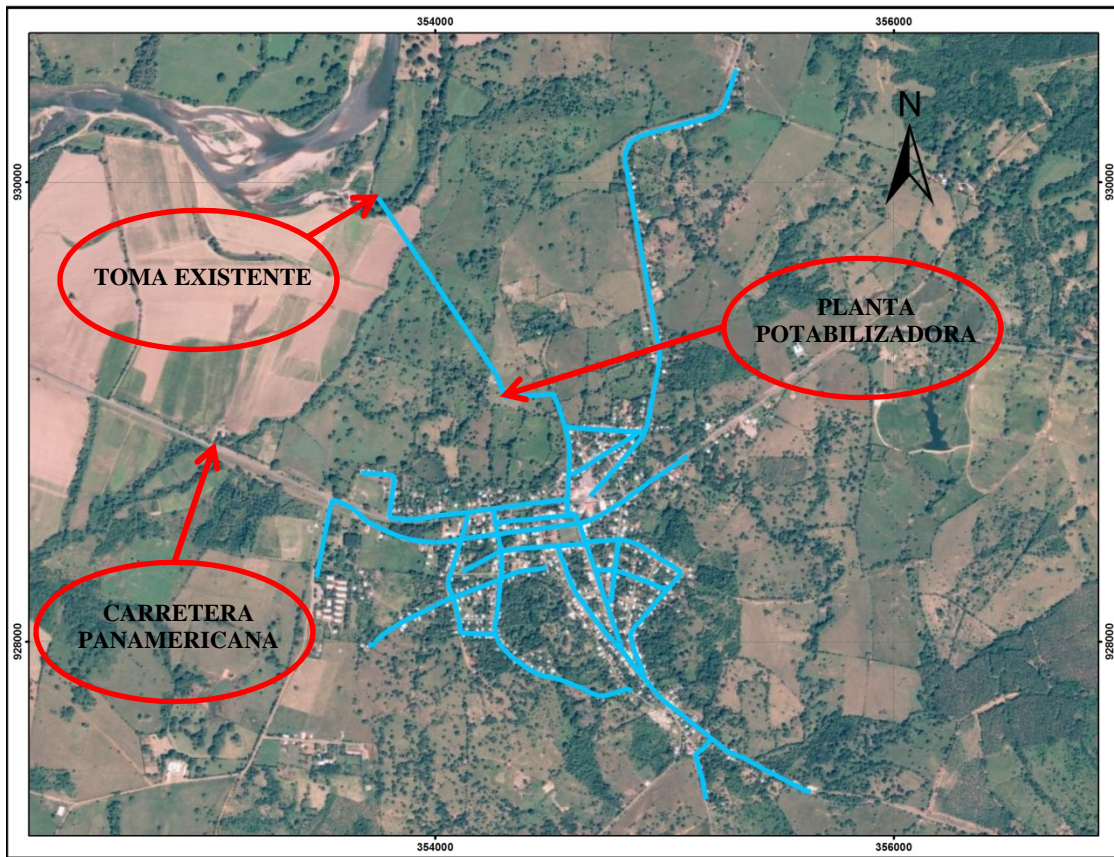 354000
356000
N
930000
930000
TOMA EXISTENTE
PLANTA
POTABILIZADORA
CARRETERA
PANAMERICANA
928000
928000
354000
356000